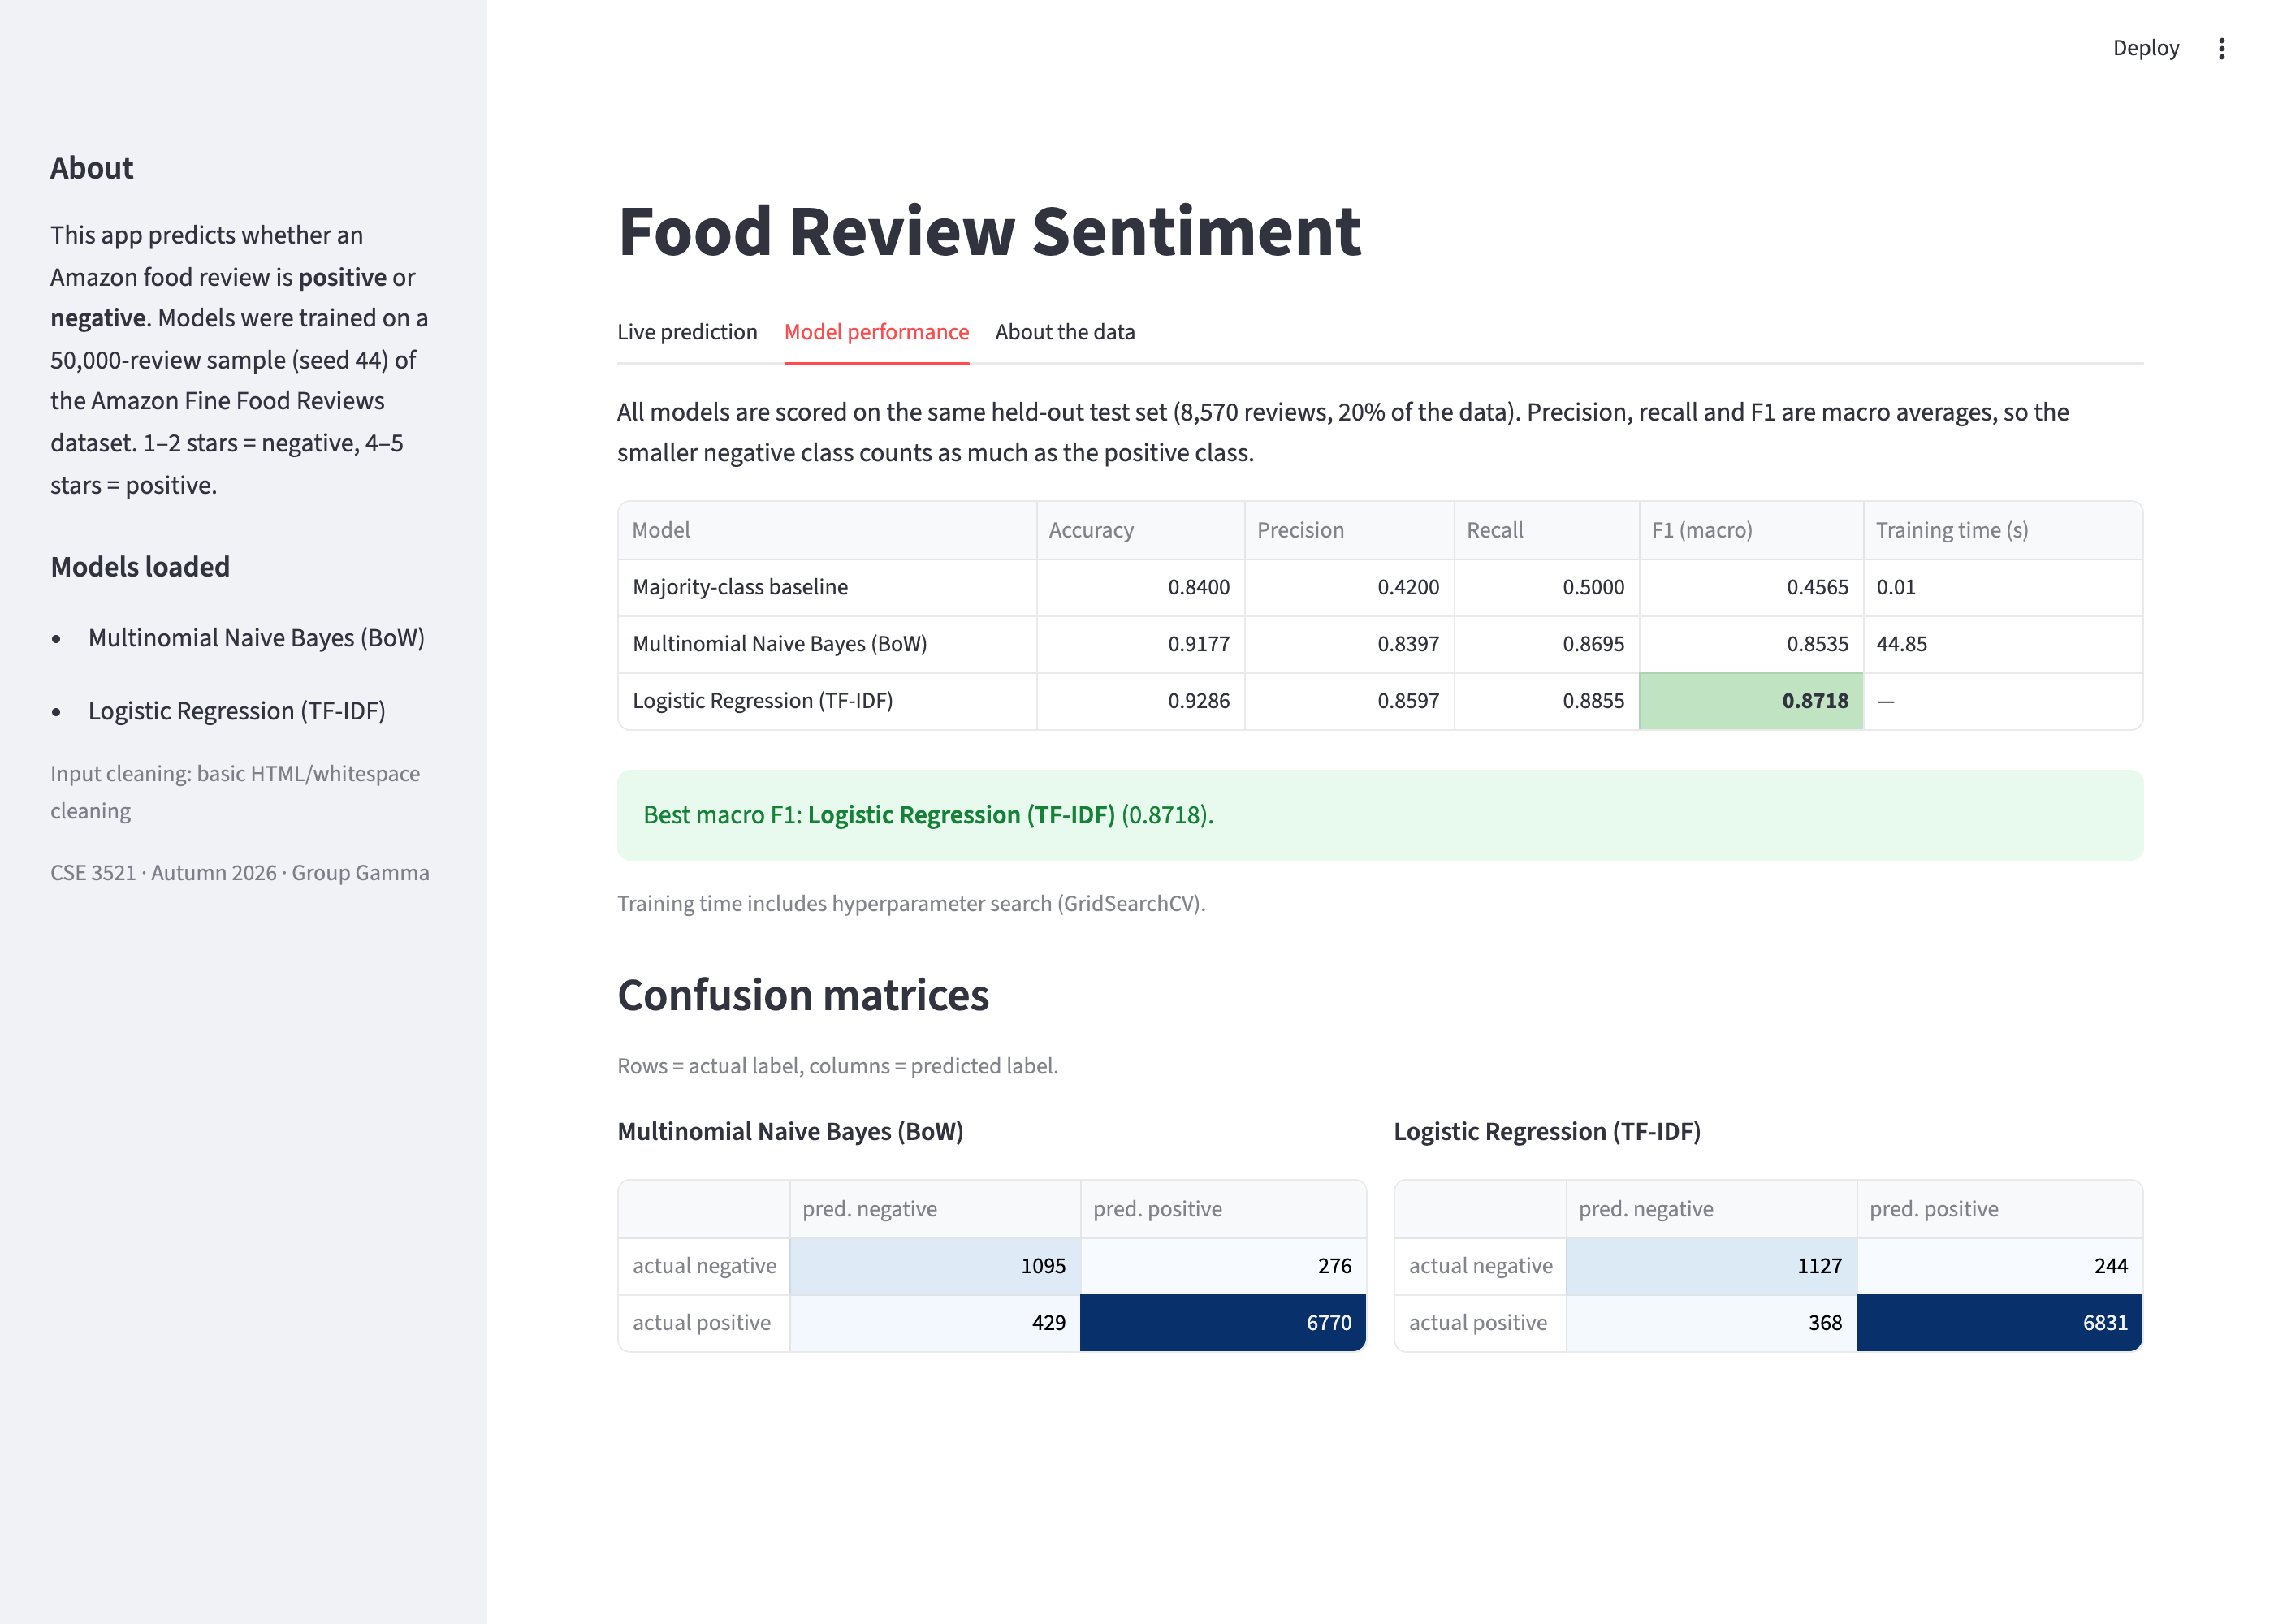 Deploy
About
This app predicts whether an
Amazon food review is positive or
negative. Models were trained on a
50,000-review sample (seed 44) of
the Amazon Fine Food Reviews
dataset. 1–2 stars = negative, 4–5
stars = positive.
Models loaded
• Multinomial Naive Bayes (BoW)
• Logistic Regression (TF-IDF)
Input cleaning: basic HTML/whitespace
cleaning
CSE 3521 · Autumn 2026 · Group Gamma
Food Review Sentiment
Live prediction Model performance About the data
All models are scored on the same held-out test set (8,570 reviews, 20% of the data). Precision, recall and F1 are macro averages, so the
smaller negative class counts as much as the positive class.
Model Accuracy Precision Recall F1 (macro) Training time (s)
Majority-class baseline 0.8400 0.4200 0.5000 0.4565 0.01
Multinomial Naive Bayes (BoW) 0.9177 0.8397 0.8695 0.8535 44.85
Logistic Regression (TF-IDF) 0.9286 0.8597 0.8855 0.8718 —
Best macro F1: Logistic Regression (TF-IDF) (0.8718).
Training time includes hyperparameter search (GridSearchCV).
Confusion matrices
Rows = actual label, columns = predicted label.
Multinomial Naive Bayes (BoW)
pred. negative pred. positive
actual negative 1095 276
actual positive 429 6770
Logistic Regression (TF-IDF)
pred. negative pred. positive
actual negative 1127 244
actual positive 368 6831